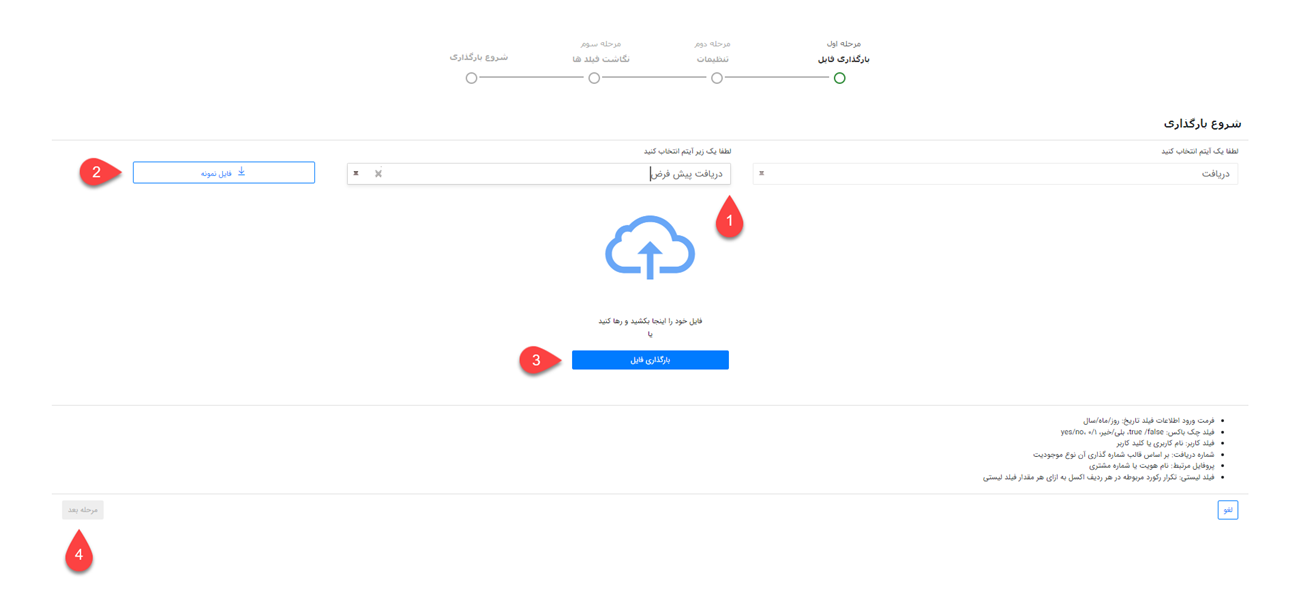 مرحله اول
بارگذاری فایل
مرحله دوم
تنظیمات
مرحله سوم
نگاشت فیلد ها
شروع بارگذاری
شروع بارگذاری
لطفا یک آیتم انتخاب کنید
دریافت
لطفا یک زیر آیتم انتخاب کنید
دریافت پیش فرض
1
فایل نمونه
2
فایل خود را اینجا بکشید و رها کنید
یا
بارگذاری فایل
3
فرمت ورود اطلاعات فیلد تاریخ: روز/ماه/سال
فیلد چک باکس: true /false، بلی/خیر، ۰/۱، yes/no
فیلد کاربر: نام کاربری یا کلید کاربر
شماره دریافت: بر اساس قالب شماره گذاری آن نوع موجودیت
پروفایل مرتبط: نام هویت یا شماره مشتری
فیلد لیستی: تکرار رکورد مربوطه در هر ردیف اکسل به ازای هر مقدار فیلد لیستی
لغو
مرحله بعد
4